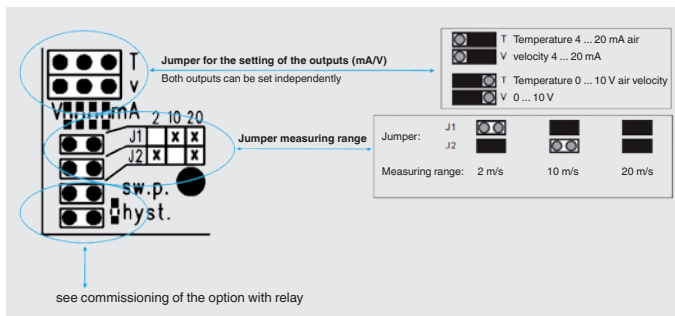 T
V
V mA
2 10 20
J1 x x
J2 x x
sw.p.
hyst.
Jumper for the setting of the outputs (mA/V)
Both outputs can be set independently
Jumper measuring range
T Temperature 4 ... 20 mA air
V velocity 4 ... 20 mA
T Temperature 0 ... 10 V air velocity
V 0 ... 10 V
Jumper:
J1
J2
Measuring range: 2 m/s 10 m/s 20 m/s
see commissioning of the option with relay